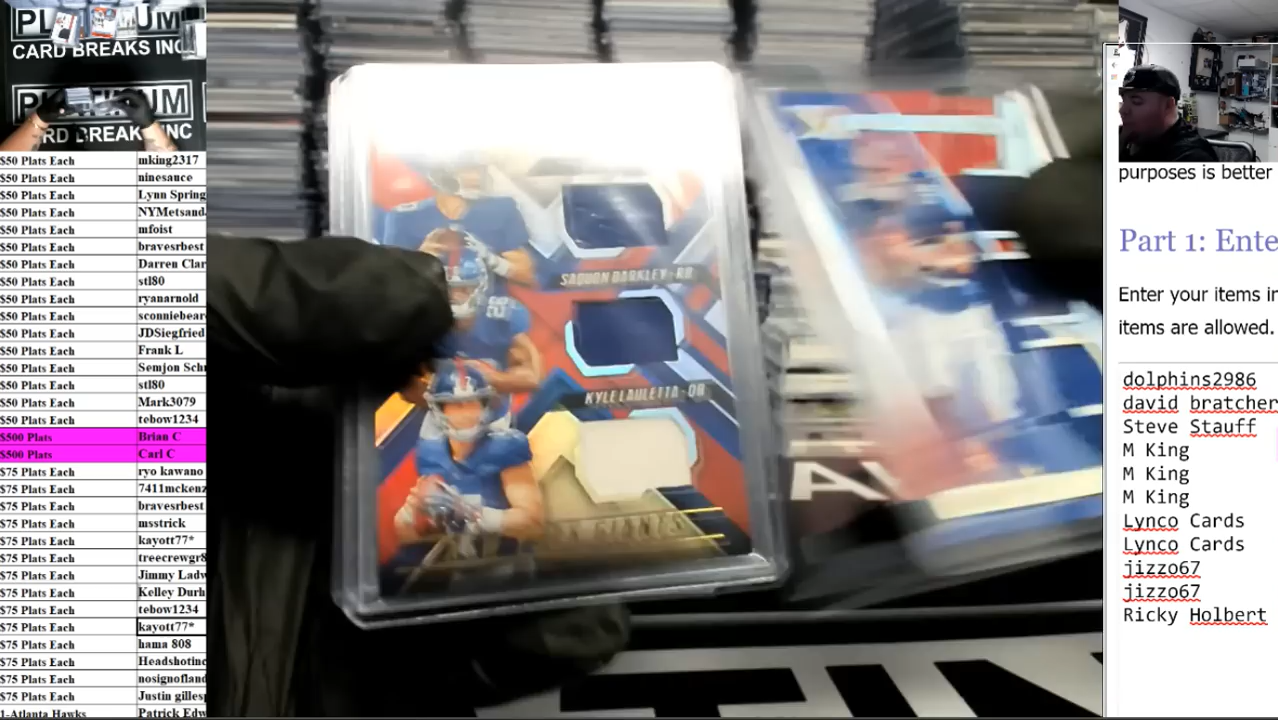 PLATINUM
CARD BREAKS INC
PLATINUM
CARD BREAKS INC
$50 Plats Each mking2317
$50 Plats Each ninesauce
$50 Plats Each Lynn Spring
$50 Plats Each NYMetsand
$50 Plats Each mfoist
$50 Plats Each bravesrbest
$50 Plats Each Darren Clar
$50 Plats Each stl80
$50 Plats Each ryanarnold
$50 Plats Each sconniebear
$50 Plats Each JDSiegfried
$50 Plats Each Frank L
$50 Plats Each Semjon Sch
$50 Plats Each stl80
$50 Plats Each Mark3079
$50 Plats Each tebow1234
$500 Plats Brian C
$500 Plats Carl C
$75 Plats Each ryo kawano
$75 Plats Each 7411mckenz
$75 Plats Each bravesrbest
$75 Plats Each msstrick
$75 Plats Each kayott77*
$75 Plats Each treecrewgr8
$75 Plats Each Jimmy Ladw
$75 Plats Each Kelley Durh
$75 Plats Each tebow1234
$75 Plats Each kayott77*
$75 Plats Each hama 808
$75 Plats Each Headshotinc
$75 Plats Each nosignofland
$75 Plats Each Justin gilles
1-Atlanta Hawks Patrick Edw
SAQUON BARKLEY - RB
KYLE LAULETTA - QB
GIANTS
purposes is better
Part 1: Ente
Enter your items in
items are allowed.
dolphins2986
david bratcher
Steve Stauff
M King
M King
M King
Lynco Cards
Lynco Cards
jizzo67
jizzo67
Ricky Holbert